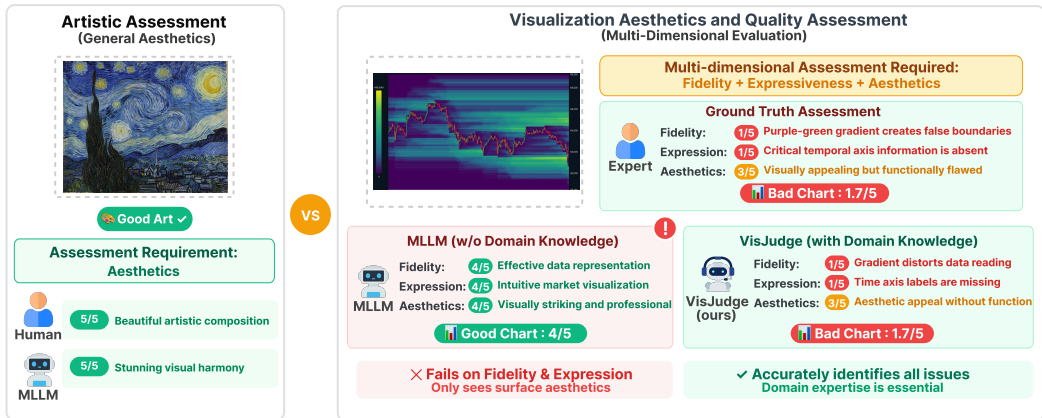 Artistic Assessment
(General Aesthetics)
🎨Good Art ✓
Assessment Requirement:
Aesthetics
5/5 Beautiful artistic composition
Human
5/5 Stunning visual harmony
MLLM
VS
Visualization Aesthetics and Quality Assessment
(Multi-Dimensional Evaluation)
Multi-dimensional Assessment Required:
Fidelity + Expressiveness + Aesthetics
Ground Truth Assessment
Expert
Fidelity: 1/5 Purple-green gradient creates false boundaries
Expression: 1/5 Critical temporal axis information is absent
Aesthetics: 3/5 Visually appealing but functionally flawed
📊 Bad Chart : 1.7/5
!
MLLM (w/o Domain Knowledge)
MLLM
Fidelity: 4/5 Effective data representation
Expression: 4/5 Intuitive market visualization
Aesthetics: 4/5 Visually striking and professional
📊 Good Chart : 4/5
VisJudge (with Domain Knowledge)
VisJudge
(ours)
Fidelity: 1/5 Gradient distorts data reading
Expression: 1/5 Time axis labels are missing
Aesthetics: 3/5 Aesthetic appeal without function
📊 Bad Chart : 1.7/5
✕ Fails on Fidelity & Expression
Only sees surface aesthetics
✓ Accurately identifies all issues
Domain expertise is essential